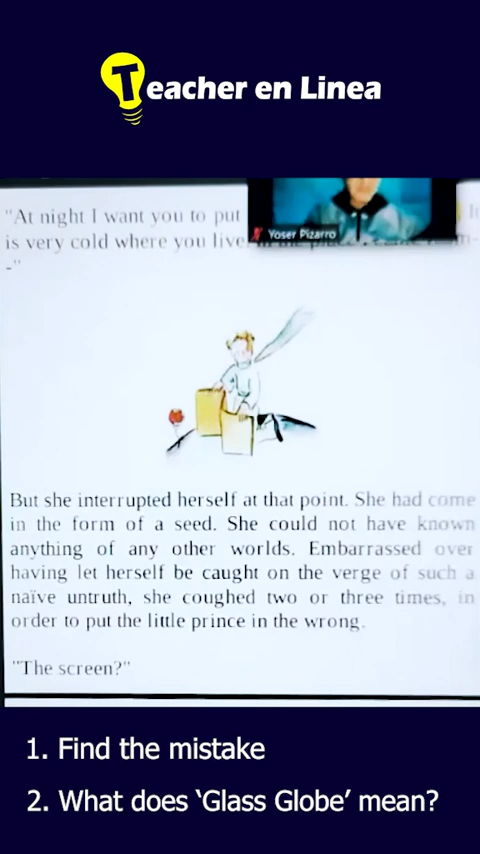 Teacher en Linea
"At night I want you to put
is very cold where you live
-"
Yoser Pizarro
But she interrupted herself at that point. She had come
in the form of a seed. She could not have known
anything of any other worlds. Embarrassed over
having let herself be caught on the verge of such a
naïve untruth, she coughed two or three times, in
order to put the little prince in the wrong.
"The screen?"
1. Find the mistake
2. What does ‘Glass Globe’ mean?